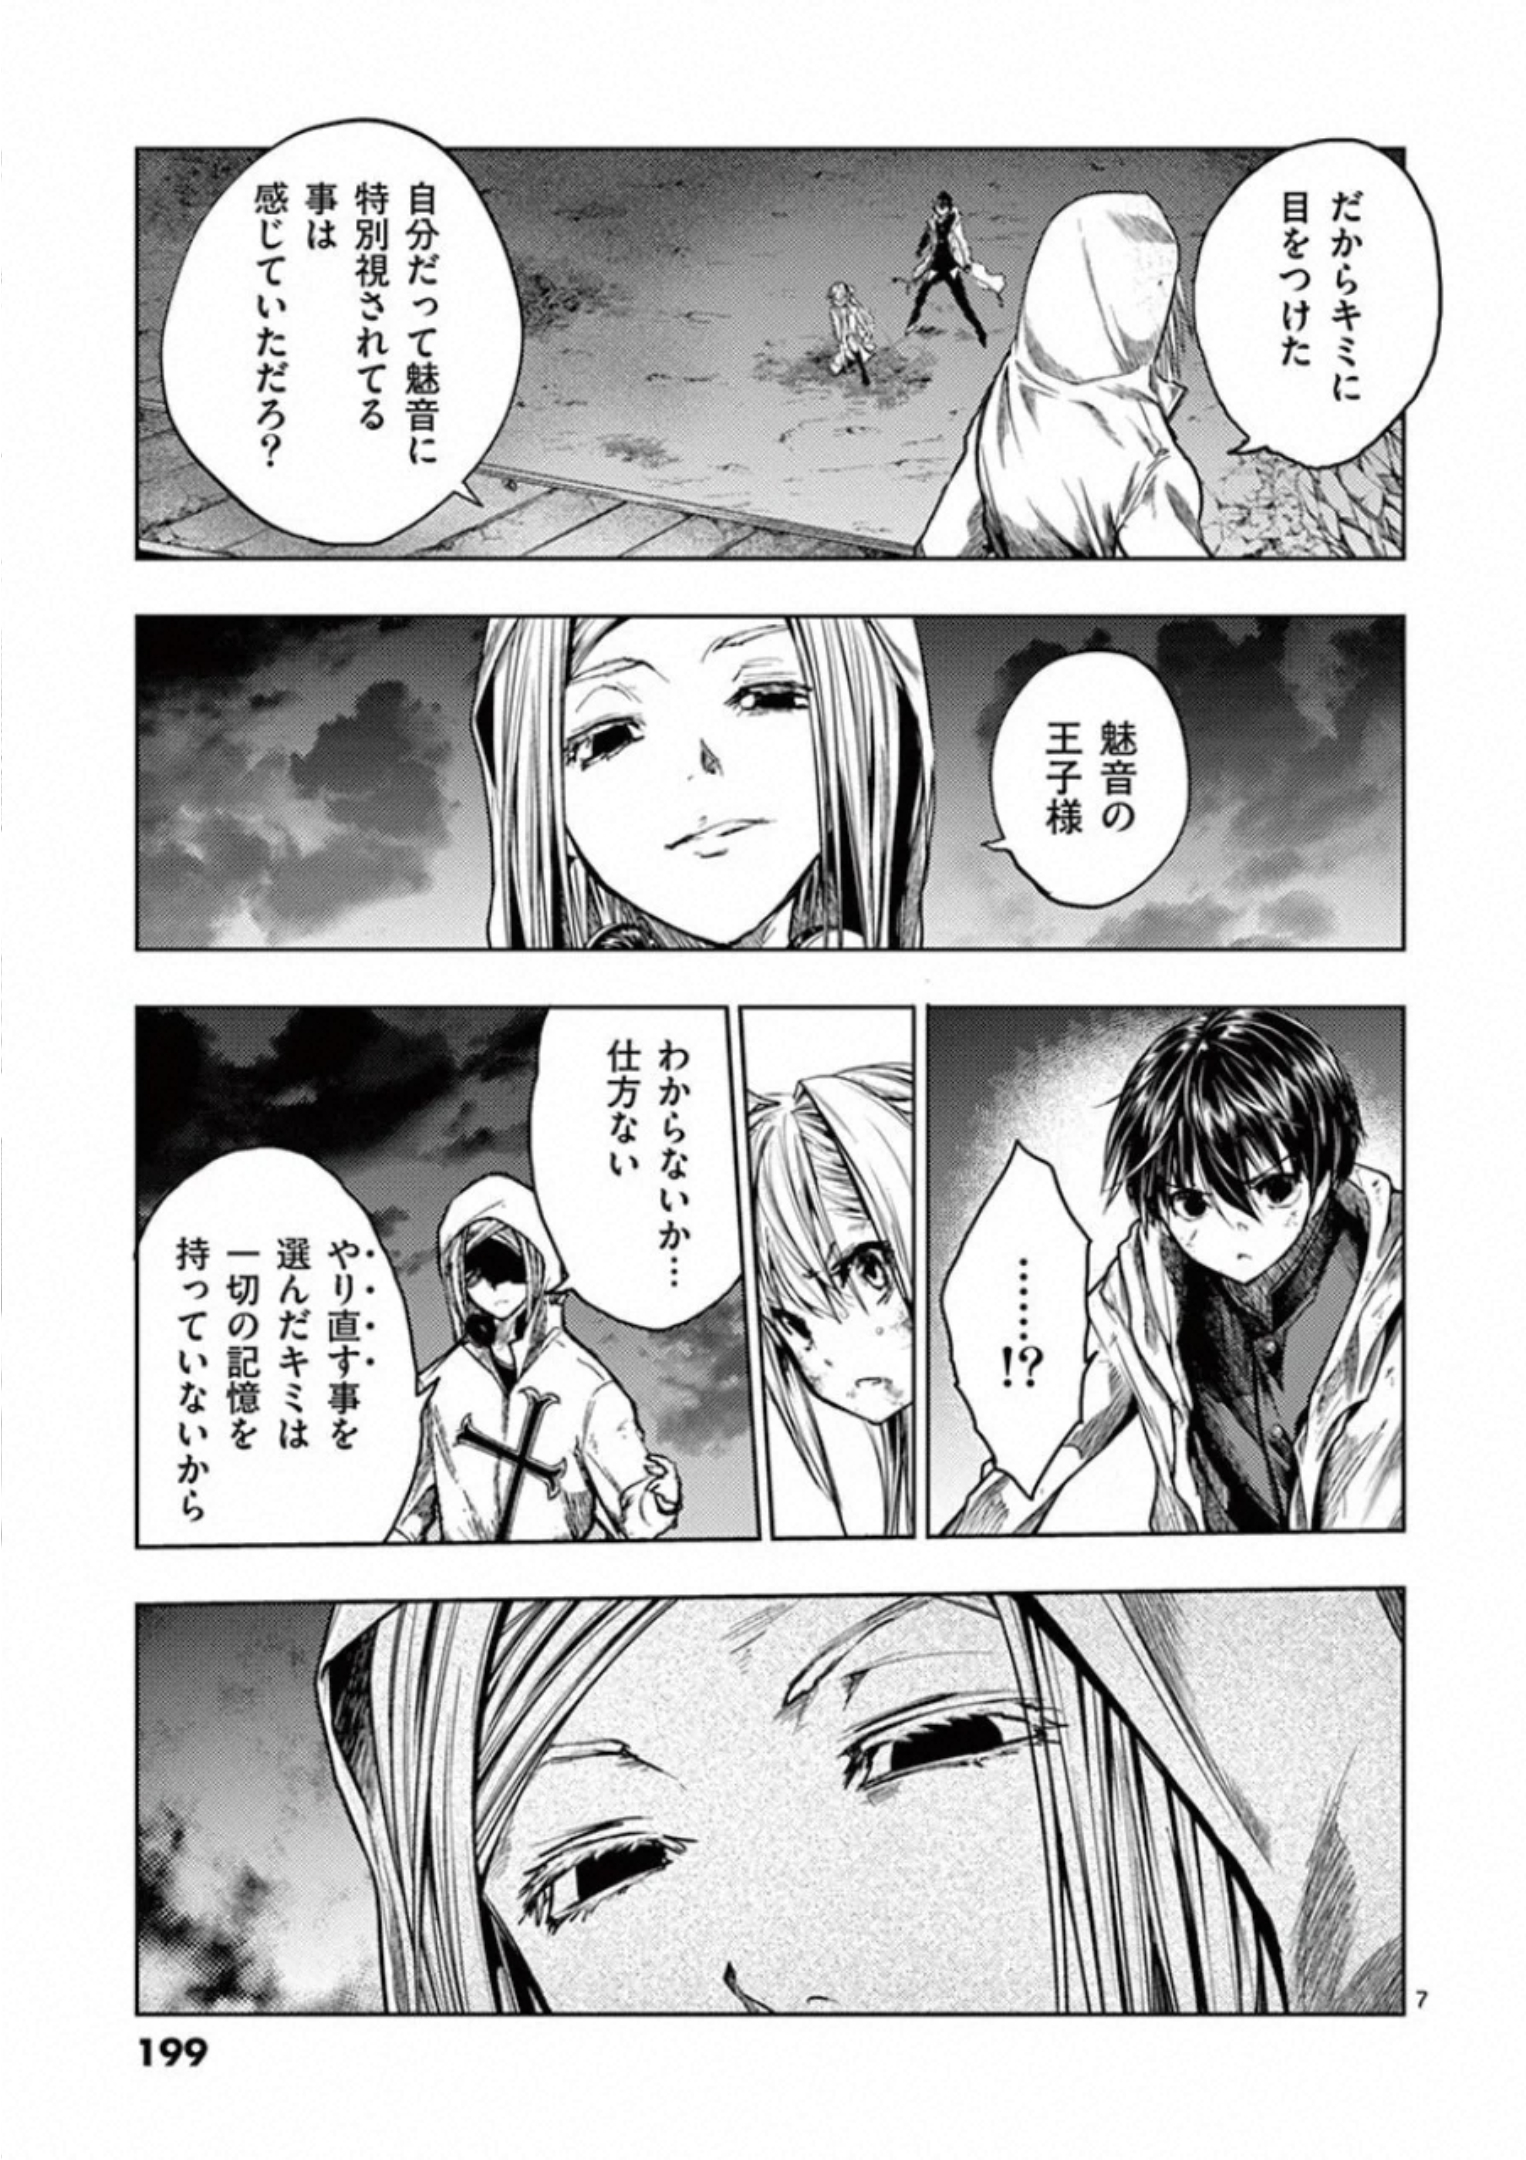 だからキミに
目をつけた
自分だって魅音に
特別視されてる
事は
感じていただろ？
魅音の
王子様
……!?
わからないか…
仕方ない
やり直す事を
選んだキミは
一切の記憶を
持っていないから
7
199